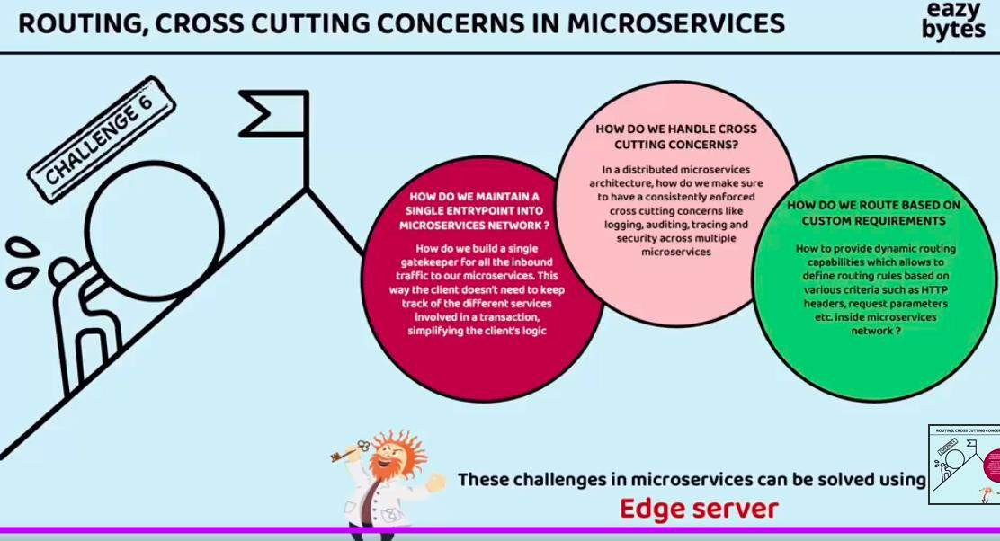 ROUTING, CROSS CUTTING CONCERNS IN MICROSERVICES
eazy
bytes
CHALLENGE 6
HOW DO WE MAINTAIN A
SINGLE ENTRYPOINT INTO
MICROSERVICES NETWORK ?
How do we build a single
gatekeeper for all the inbound
traffic to our microservices. This
way the client doesn't need to keep
track of the different services
involved in a transaction,
simplifying the client's logic
HOW DO WE HANDLE CROSS
CUTTING CONCERNS?
In a distributed microservices
architecture, how do we make sure
to have a consistently enforced
cross cutting concerns like
logging, auditing, tracing and
security across multiple
microservices
HOW DO WE ROUTE BASED ON
CUSTOM REQUIREMENTS
How to provide dynamic routing
capabilities which allows to
define routing rules based on
various criteria such as HTTP
headers, request parameters
etc. inside microservices
network ?
These challenges in microservices can be solved using
Edge server
ROUTING, CROSS CUTTING CONCER